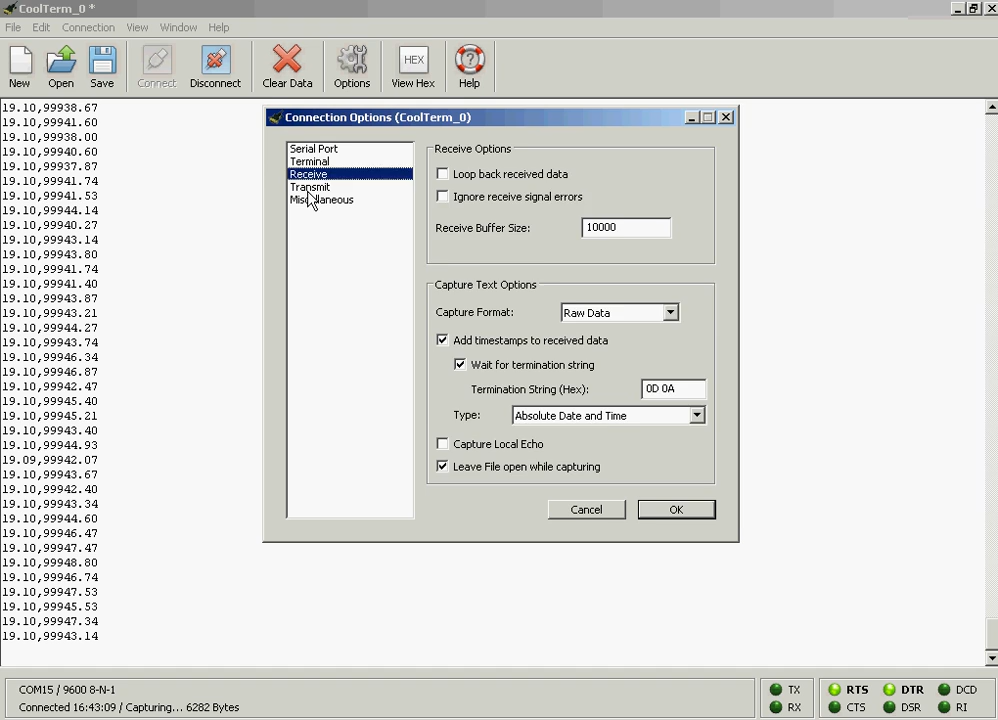 CoolTerm_0 *
File Edit Connection View Window Help
New Open Save Connect Disconnect Clear Data Options HEX View Hex Help
19.10,99938.67
19.10,99941.60
19.10,99938.00
19.10,99940.60
19.10,99937.87
19.10,99941.74
19.10,99941.53
19.10,99944.14
19.10,99940.27
19.10,99943.14
19.10,99943.80
19.10,99941.74
19.10,99941.40
19.10,99943.87
19.10,99943.21
19.10,99944.27
19.10,99943.74
19.10,99946.34
19.10,99946.87
19.10,99942.47
19.10,99945.40
19.10,99945.21
19.10,99943.40
19.10,99944.93
19.09,99942.07
19.10,99943.67
19.10,99942.40
19.10,99943.34
19.10,99944.60
19.10,99946.47
19.10,99947.47
19.10,99948.80
19.10,99946.74
19.10,99947.53
19.10,99945.53
19.10,99947.34
19.10,99943.14
Connection Options (CoolTerm_0)
Serial Port
Terminal
Receive
Transmit
Miscellaneous
Receive Options
Loop back received data
Ignore receive signal errors
Receive Buffer Size: 10000
Capture Text Options
Capture Format: Raw Data
Add timestamps to received data
Wait for termination string
Termination String (Hex): 0D 0A
Type: Absolute Date and Time
Capture Local Echo
Leave File open while capturing
Cancel OK
COM15 / 9600 8-N-1
Connected 16:43:09 / Capturing... 6282 Bytes
TX RTS DTR DCD
RX CTS DSR RI